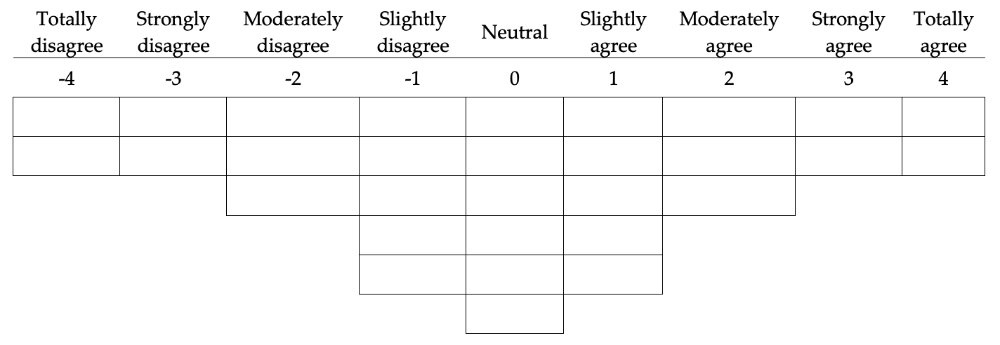 Totally Strongly Moderately Slightly Neutral Slightly Moderately Strongly Totally
disagree disagree disagree disagree agree agree agree agree
-4 -3 -2 -1 0 1 2 3 4